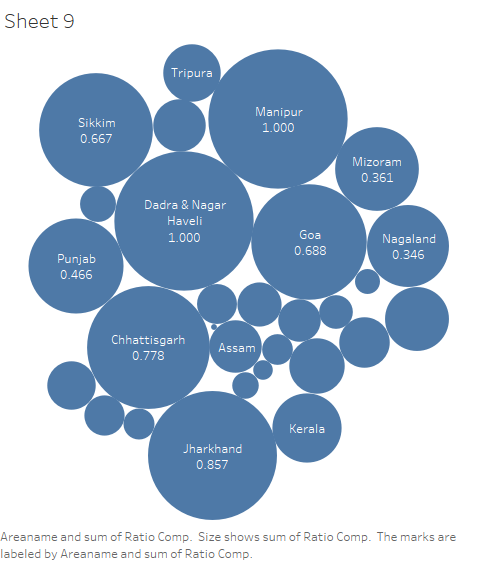 Sheet 9
Tripura
Manipur
1.000
Sikkim
0.667
Mizoram
0.361
Dadra & Nagar
Haveli
1.000
Goa
0.688
Nagaland
0.346
Punjab
0.466
Chhattisgarh
0.778
Assam
Kerala
Jharkhand
0.857
Areaname and sum of Ratio Comp.  Size shows sum of Ratio Comp.  The marks are
labeled by Areaname and sum of Ratio Comp.